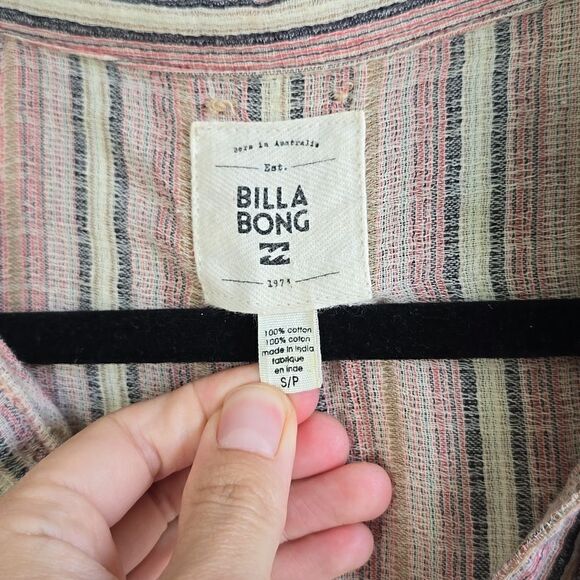 Born in Australia
Est.
BILLA
BONG
1973
100% cotton
100% coton
made in India
fabriqué
en inde
S/P